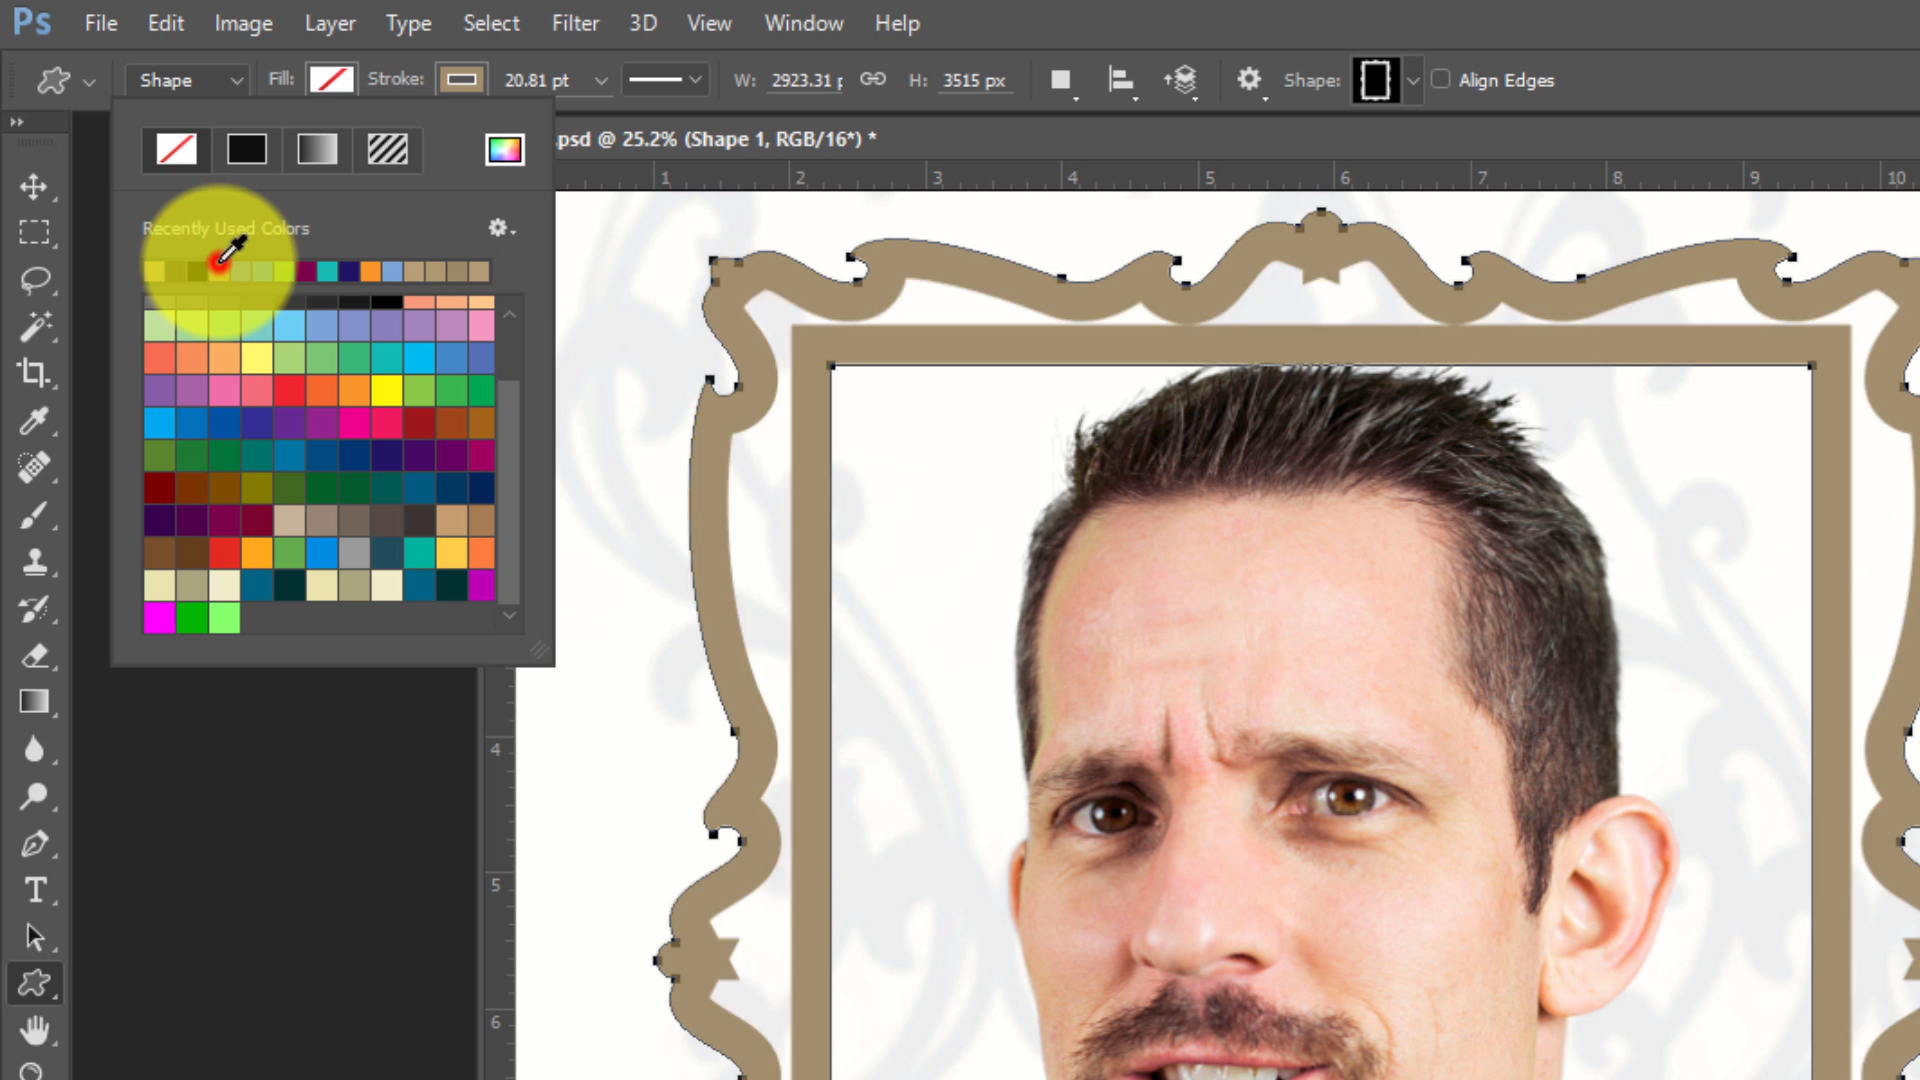 Ps File Edit Image Layer Type Select Filter 3D View Window Help
Shape Fill: Stroke: 20.81 pt W: 2923.31 p H: 3515 px Shape: Align Edges
.psd @ 25.2% (Shape 1, RGB/16*) *
1 2 3 4 5 6 7 8 9 10
Recently Used Colors
4
5
6
T